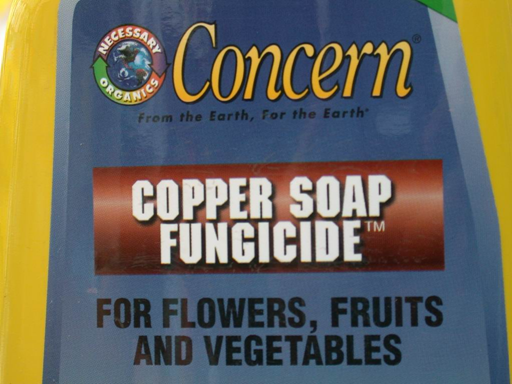 NECESSARY
ORGANICS
Concern®
From the Earth, For the Earth®
COPPER SOAP
FUNGICIDE™
FOR FLOWERS, FRUITS
AND VEGETABLES